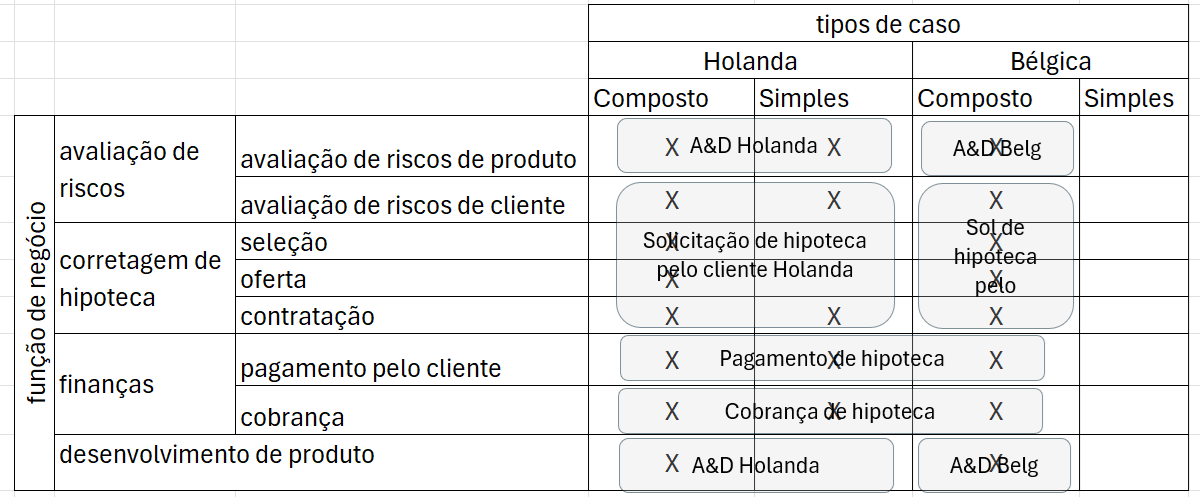 tipos de caso
Holanda Bélgica
Composto Simples Composto Simples
função de negócio
avaliação de
riscos
avaliação de riscos de produto X A&D Holanda X A&D Belg X
avaliação de riscos de cliente X X X
corretagem de
hipoteca
seleção X X
oferta X X
contratação X X X
Solicitação de hipoteca
pelo cliente Holanda
Sol de
hipoteca
pelo
finanças
pagamento pelo cliente X Pagamento de hipoteca X X
cobrança X Cobrança de hipoteca X X
desenvolvimento de produto X A&D Holanda A&D Belg X